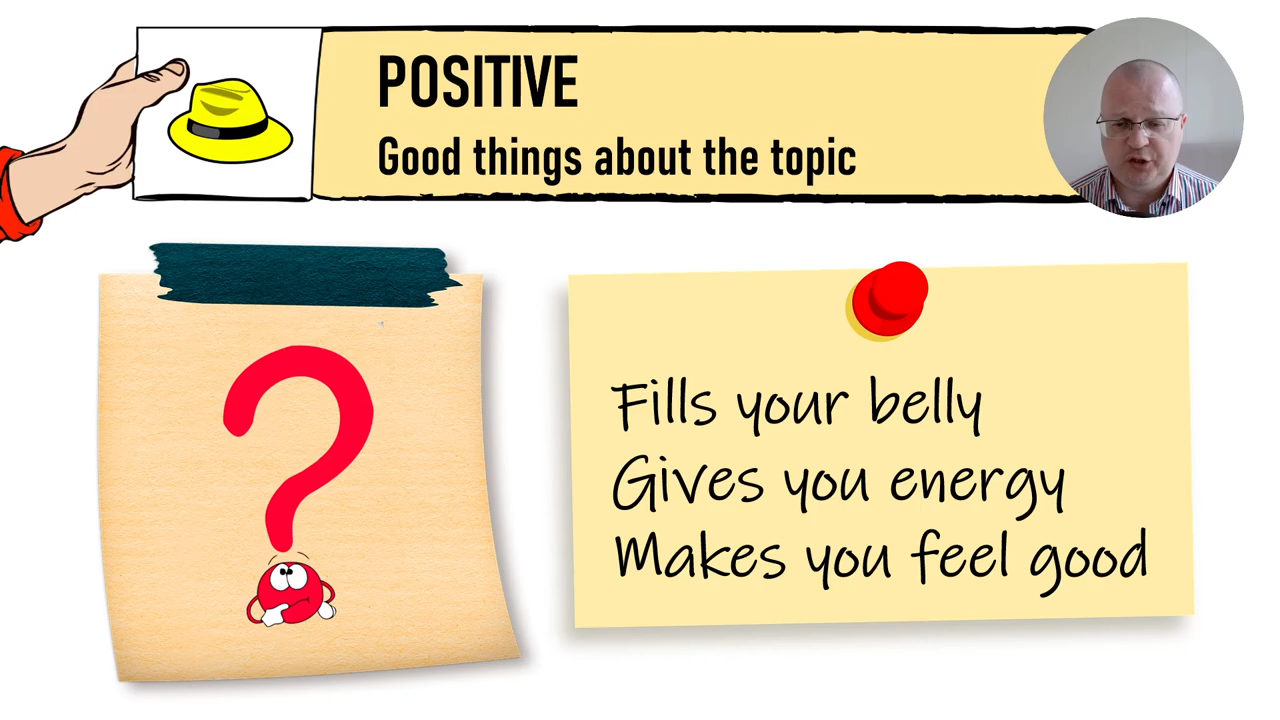 POSITIVE
Good things about the topic
?
Fills your belly
Gives you energy
Makes you feel good